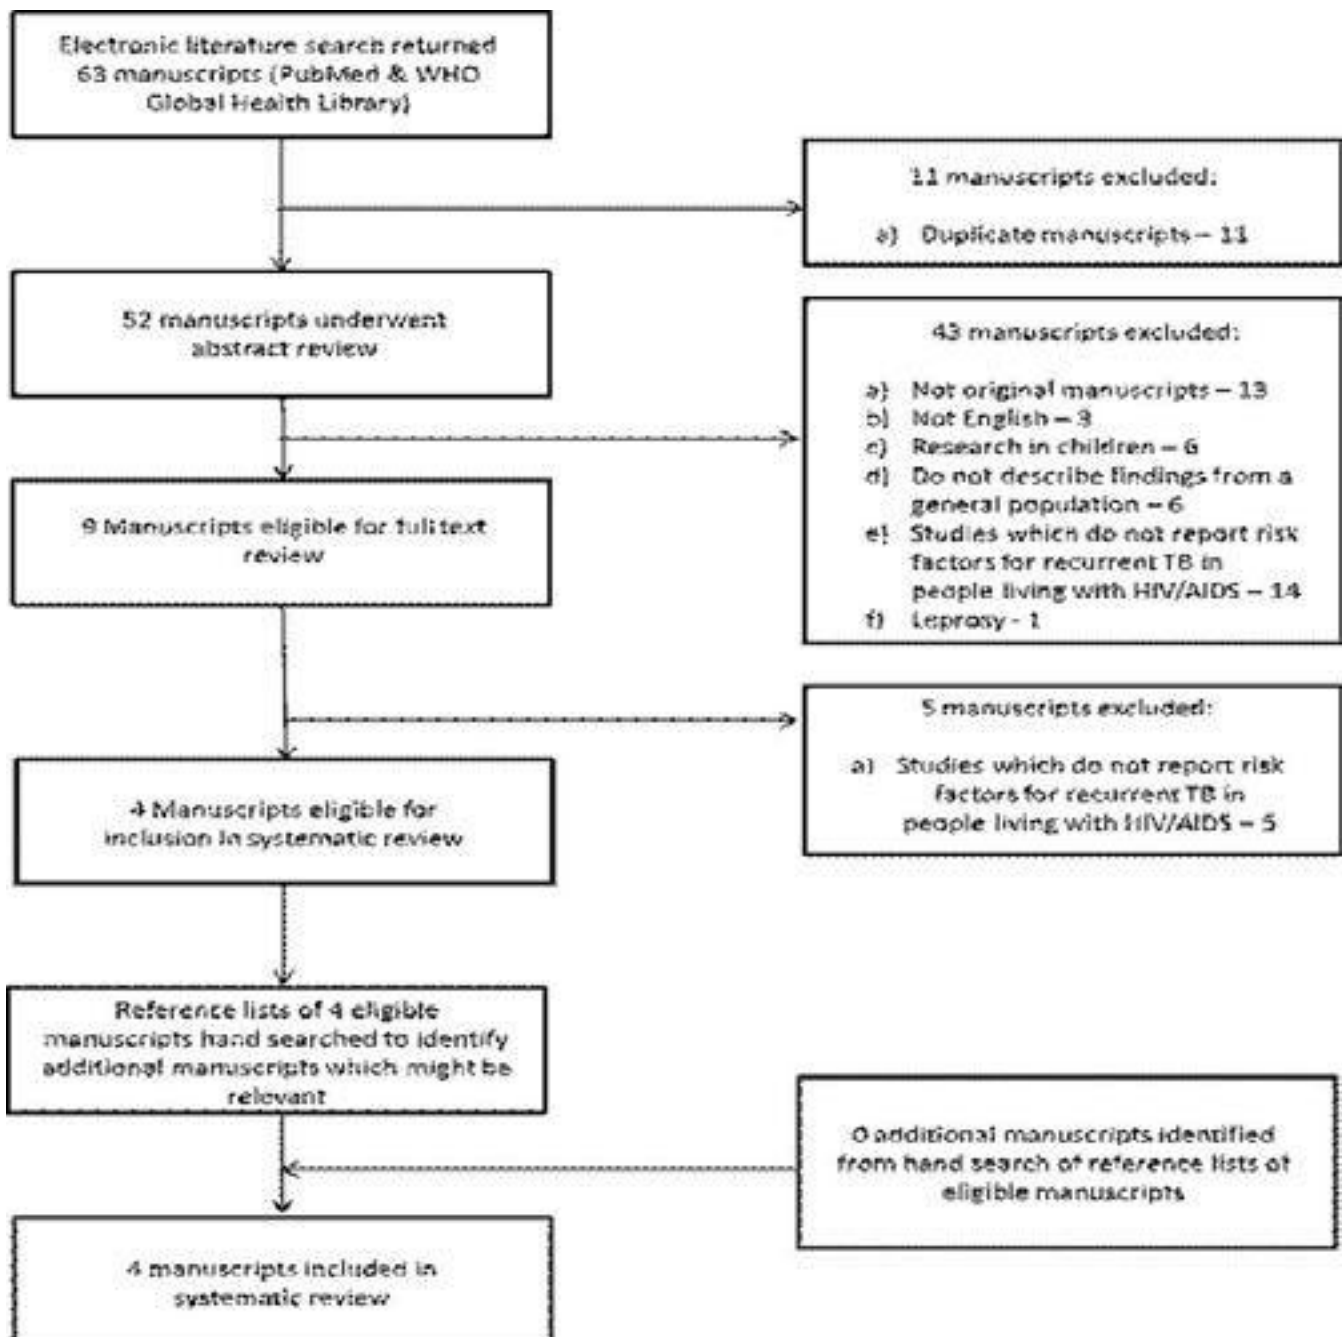 Electronic literature search returned
63 manuscripts (PubMed & WHO
Global Health Library)
11 manuscripts excluded:
a) Duplicate manuscripts – 11
52 manuscripts underwent
abstract review
43 manuscripts excluded:
a) Not original manuscripts – 13
b) Not English – 3
c) Research in children – 6
d) Do not describe findings from a
general population – 6
e) Studies which do not report risk
factors for recurrent TB in
people living with HIV/AIDS – 14
f) Leprosy - 1
9 Manuscripts eligible for full text
review
5 manuscripts excluded:
a) Studies which do not report risk
factors for recurrent TB in
people living with HIV/AIDS – 5
4 Manuscripts eligible for
inclusion in systematic review
Reference lists of 4 eligible
manuscripts hand searched to identify
additional manuscripts which might be
relevant
0 additional manuscripts identified
from hand search of reference lists of
eligible manuscripts
4 manuscripts included in
systematic review